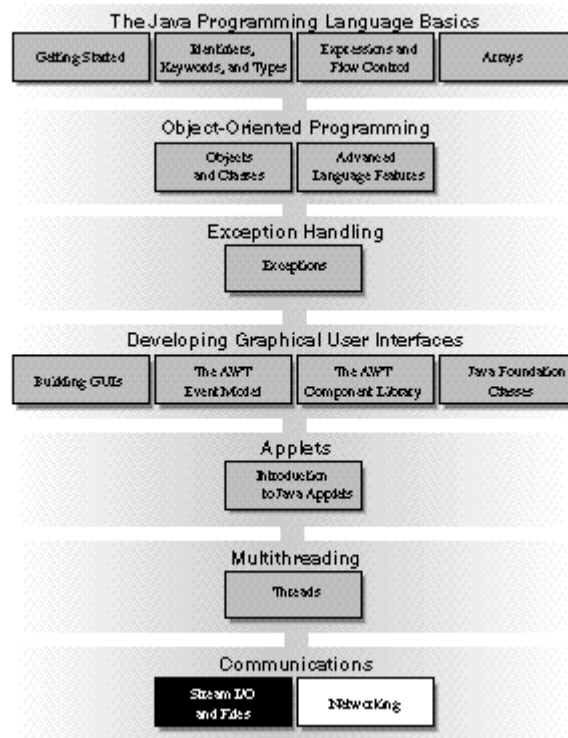 The Java Programming Language Basics
Getting Started
Identifiers,
Keywords, and Types
Expressions and
Flow Control
Arrays
Object-Oriented Programming
Objects
and Classes
Advanced
Language Features
Exception Handling
Exceptions
Developing Graphical User Interfaces
Building GUIs
The AWT
Event Model
The AWT
Component Library
Java Foundation
Classes
Applets
Introduction
to Java Applets
Multithreading
Threads
Communications
Stream I/O
and Files
Networking